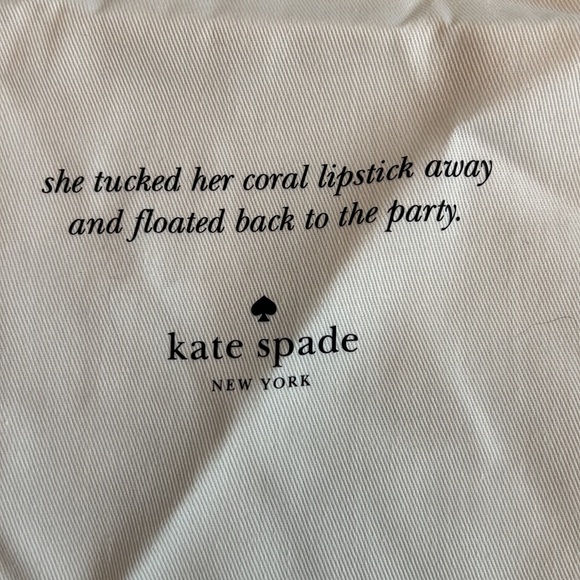 she tucked her coral lipstick away
and floated back to the party.
kate spade
NEW YORK